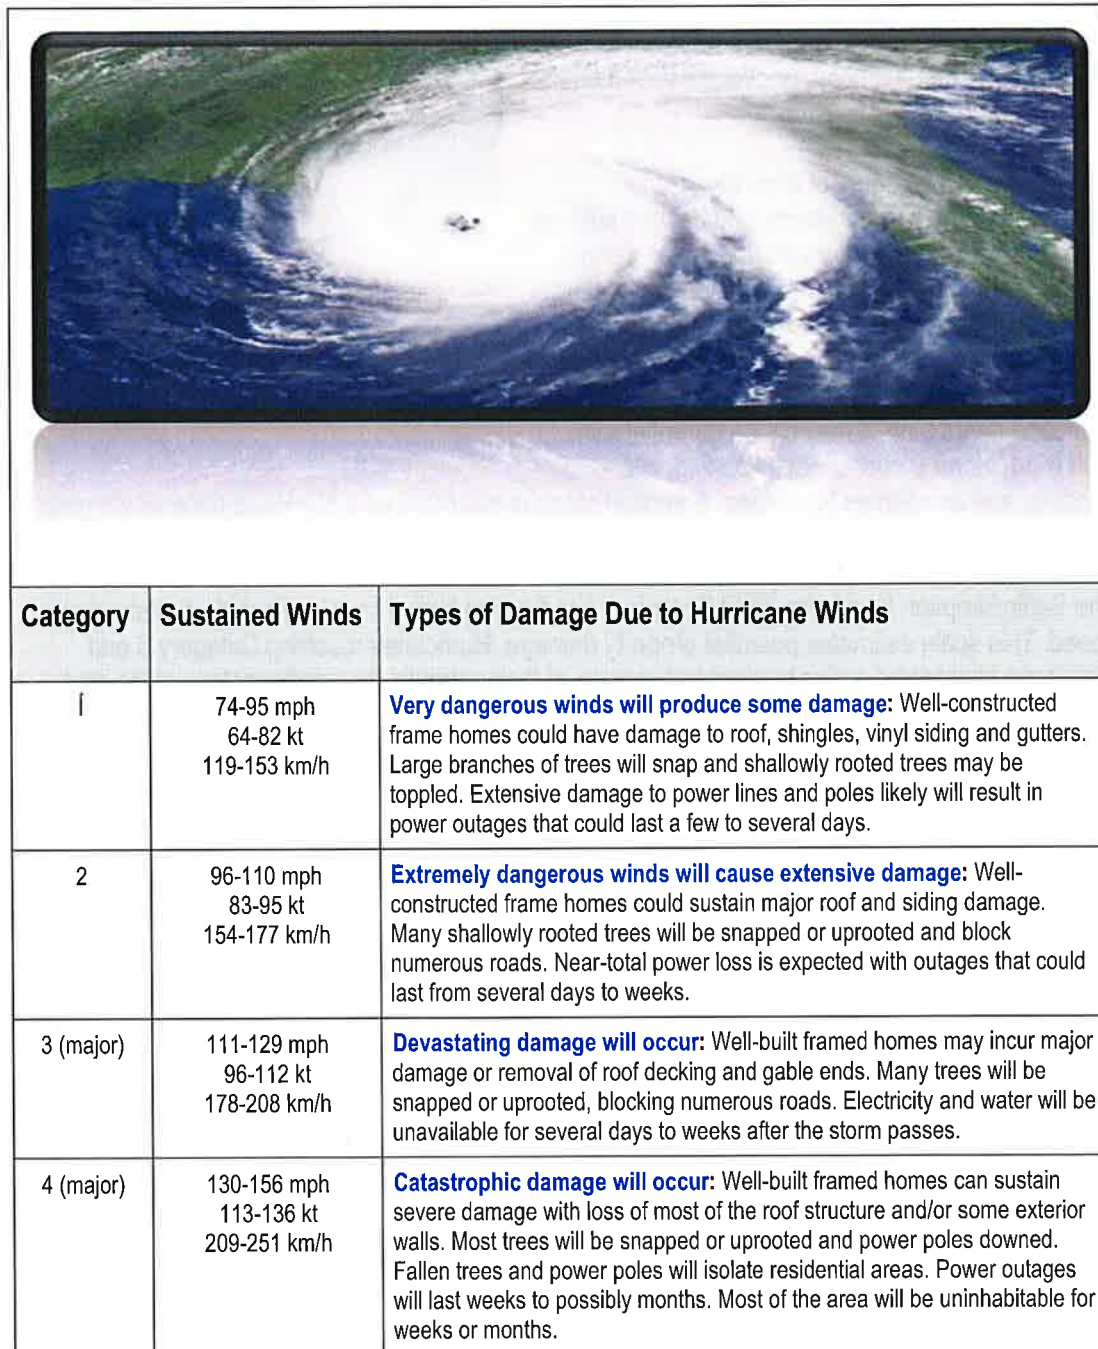 Category Sustained Winds Types of Damage Due to Hurricane Winds
1
74-95 mph
64-82 kt
119-153 km/h
Very dangerous winds will produce some damage: Well-constructed
frame homes could have damage to roof, shingles, vinyl siding and gutters.
Large branches of trees will snap and shallowly rooted trees may be
toppled. Extensive damage to power lines and poles likely will result in
power outages that could last a few to several days.
2
96-110 mph
83-95 kt
154-177 km/h
Extremely dangerous winds will cause extensive damage: Well-
constructed frame homes could sustain major roof and siding damage.
Many shallowly rooted trees will be snapped or uprooted and block
numerous roads. Near-total power loss is expected with outages that could
last from several days to weeks.
3 (major)
111-129 mph
96-112 kt
178-208 km/h
Devastating damage will occur: Well-built framed homes may incur major
damage or removal of roof decking and gable ends. Many trees will be
snapped or uprooted, blocking numerous roads. Electricity and water will be
unavailable for several days to weeks after the storm passes.
4 (major)
130-156 mph
113-136 kt
209-251 km/h
Catastrophic damage will occur: Well-built framed homes can sustain
severe damage with loss of most of the roof structure and/or some exterior
walls. Most trees will be snapped or uprooted and power poles downed.
Fallen trees and power poles will isolate residential areas. Power outages
will last weeks to possibly months. Most of the area will be uninhabitable for
weeks or months.